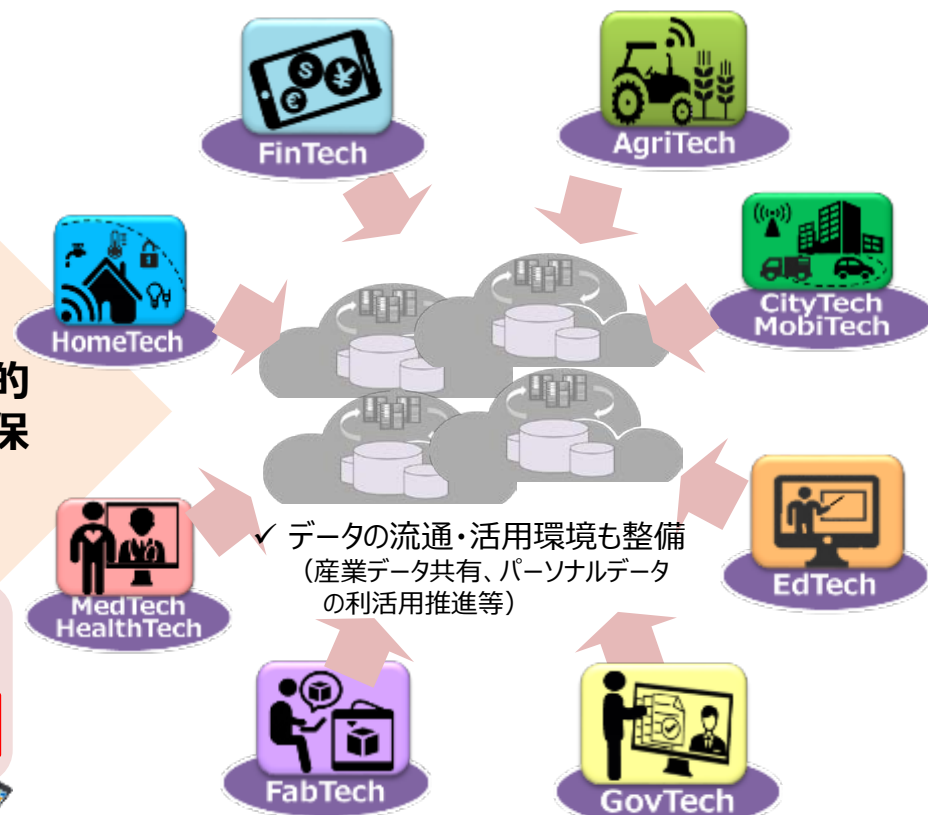 FinTech
AgriTech
HomeTech
CityTech
MobiTech
的
保
✓ データの流通・活用環境も整備
（産業データ共有、パーソナルデータ
の利活用推進等）
MedTech
HealthTech
EdTech
FabTech
GovTech
$
¥
€